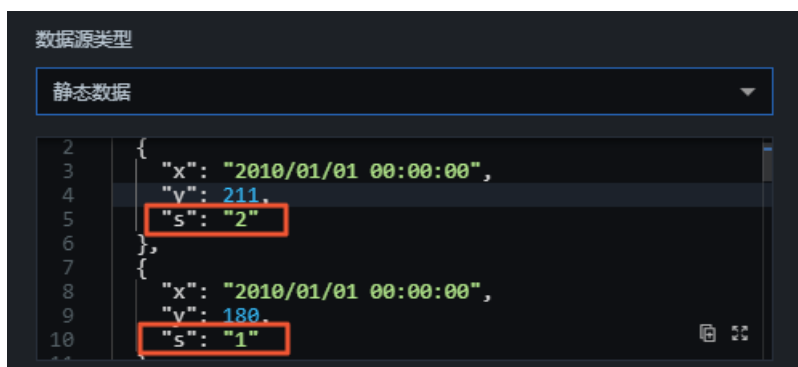 数据源类型
静态数据
2 {
3 "x": "2010/01/01 00:00:00",
4 "y": 211,
5 "s": "2"
6 },
7 {
8 "x": "2010/01/01 00:00:00",
9 "y": 180,
10 "s": "1"